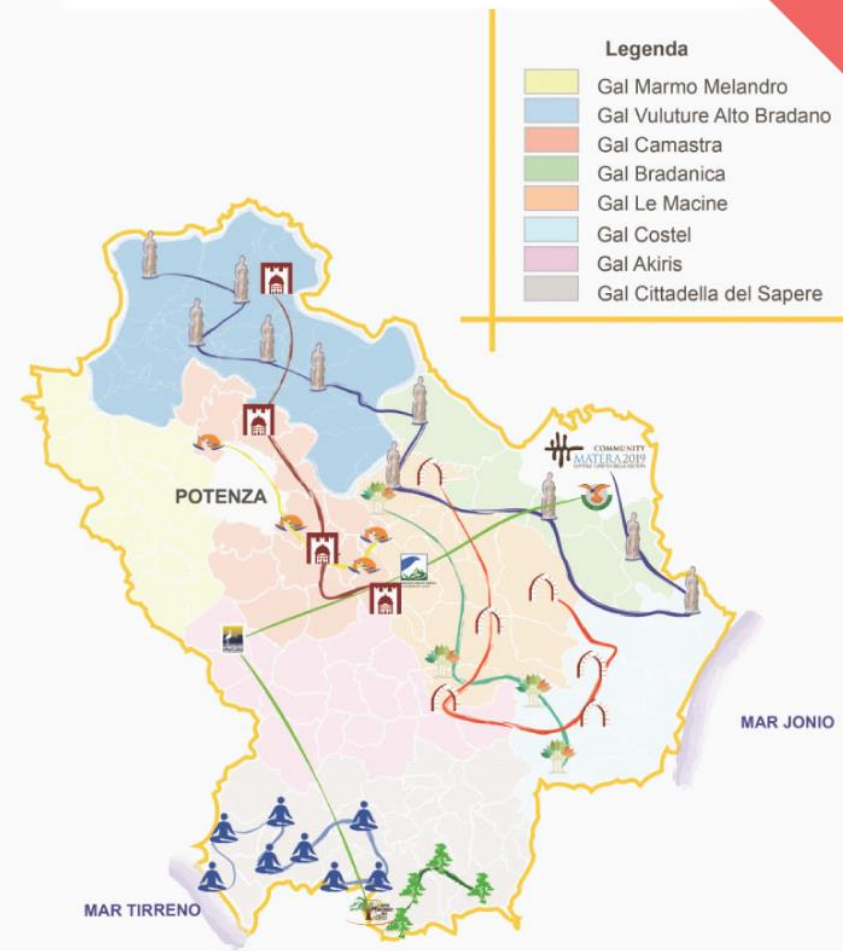 Legenda
Gal Marmo Melandro
Gal Vuluture Alto Bradano
Gal Camastra
Gal Bradanica
Gal Le Macine
Gal Costel
Gal Akiris
Gal Cittadella del Sapere
COMMUNITY
MATERA 2019
POTENZA
MAR JONIO
MAR TIRRENO